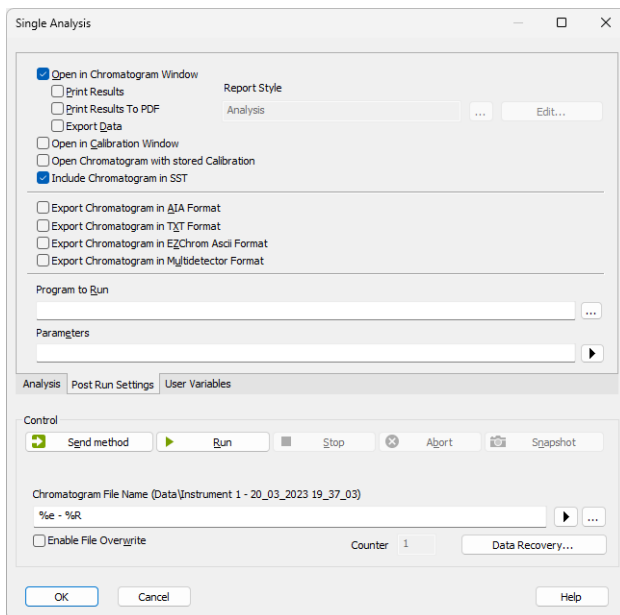 Single Analysis
Open in Chromatogram Window
Print Results
Report Style
Print Results To PDF
Analysis
...
Edit...
Export Data
Open in Calibration Window
Open Chromatogram with stored Calibration
Include Chromatogram in SST
Export Chromatogram in AIA Format
Export Chromatogram in TXT Format
Export Chromatogram in EZChrom Ascii Format
Export Chromatogram in Multidetector Format
Program to Run
...
Parameters
Analysis Post Run Settings User Variables
Control
Send method Run Stop Abort Snapshot
Chromatogram File Name (Data\Instrument 1 - 20_03_2023 19_37_03)
%e - %R
...
Enable File Overwrite Counter 1 Data Recovery...
OK Cancel Help